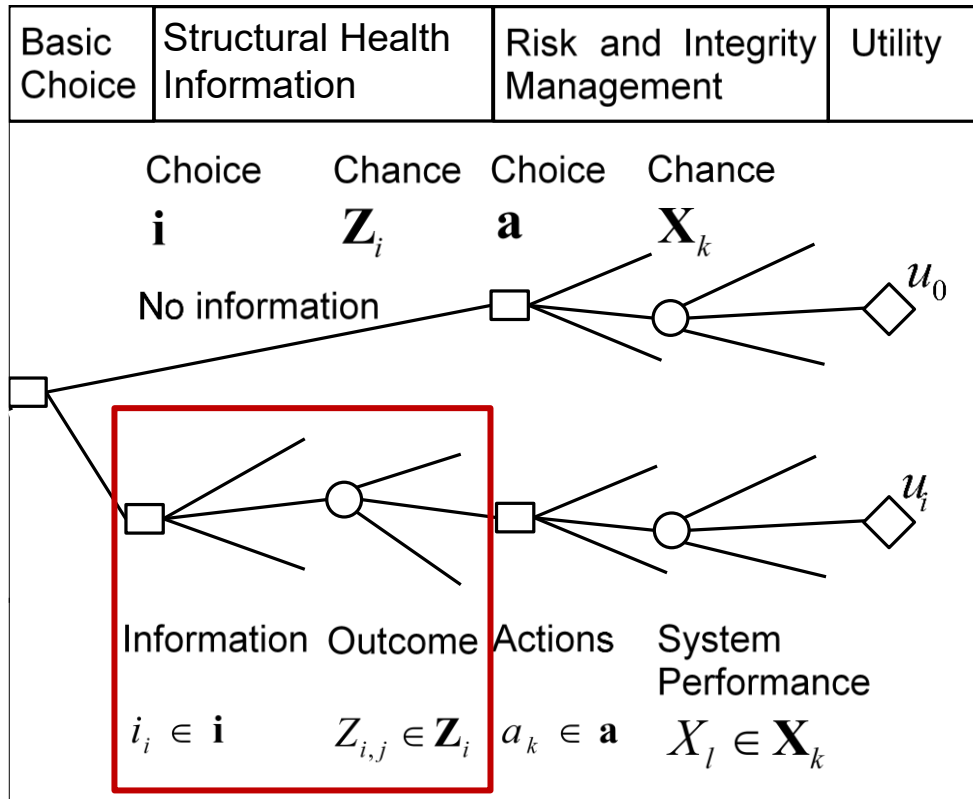 Basic Choice
Structural Health Information
Risk and Integrity Management
Utility
Choice Chance Choice Chance
i Z_i a X_k
No information
u_0
u_i
Information Outcome Actions System Performance
i_i ∈ i Z_{i,j} ∈ Z_i a_k ∈ a X_l ∈ X_k